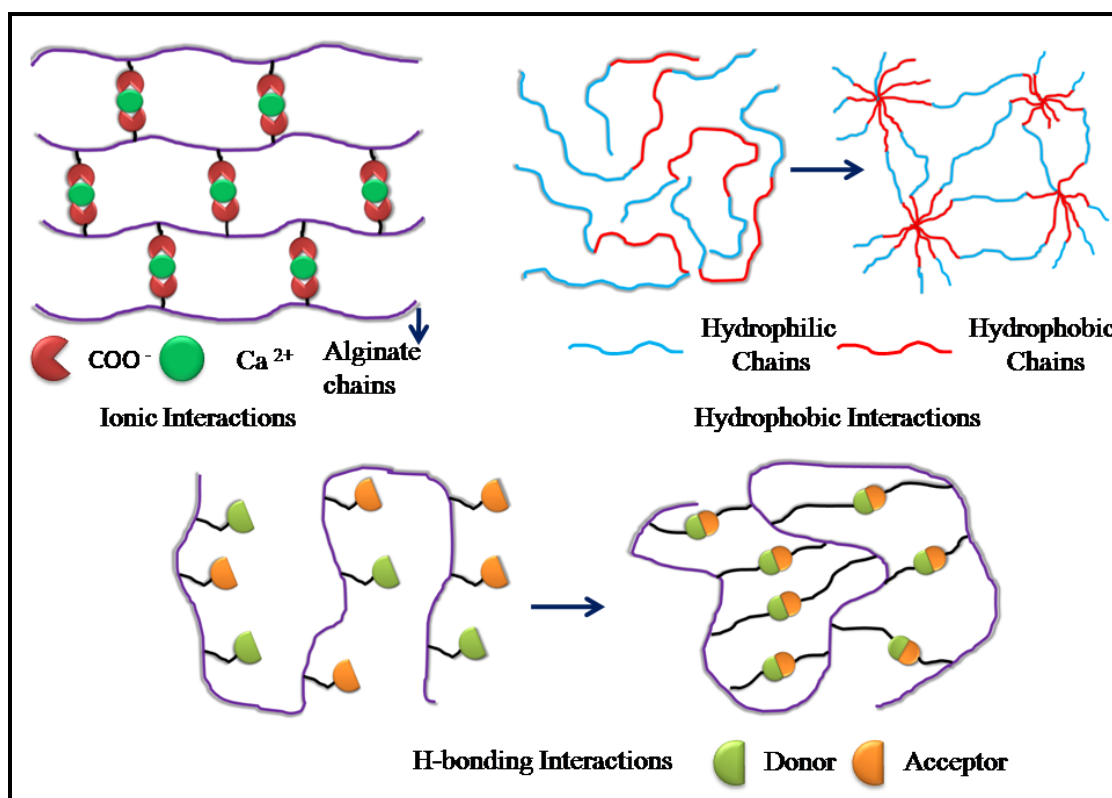 COO⁻ Ca ²⁺ Alginate
chains
Ionic Interactions
Hydrophilic
Chains
Hydrophobic
Chains
Hydrophobic Interactions
H-bonding Interactions Donor Acceptor